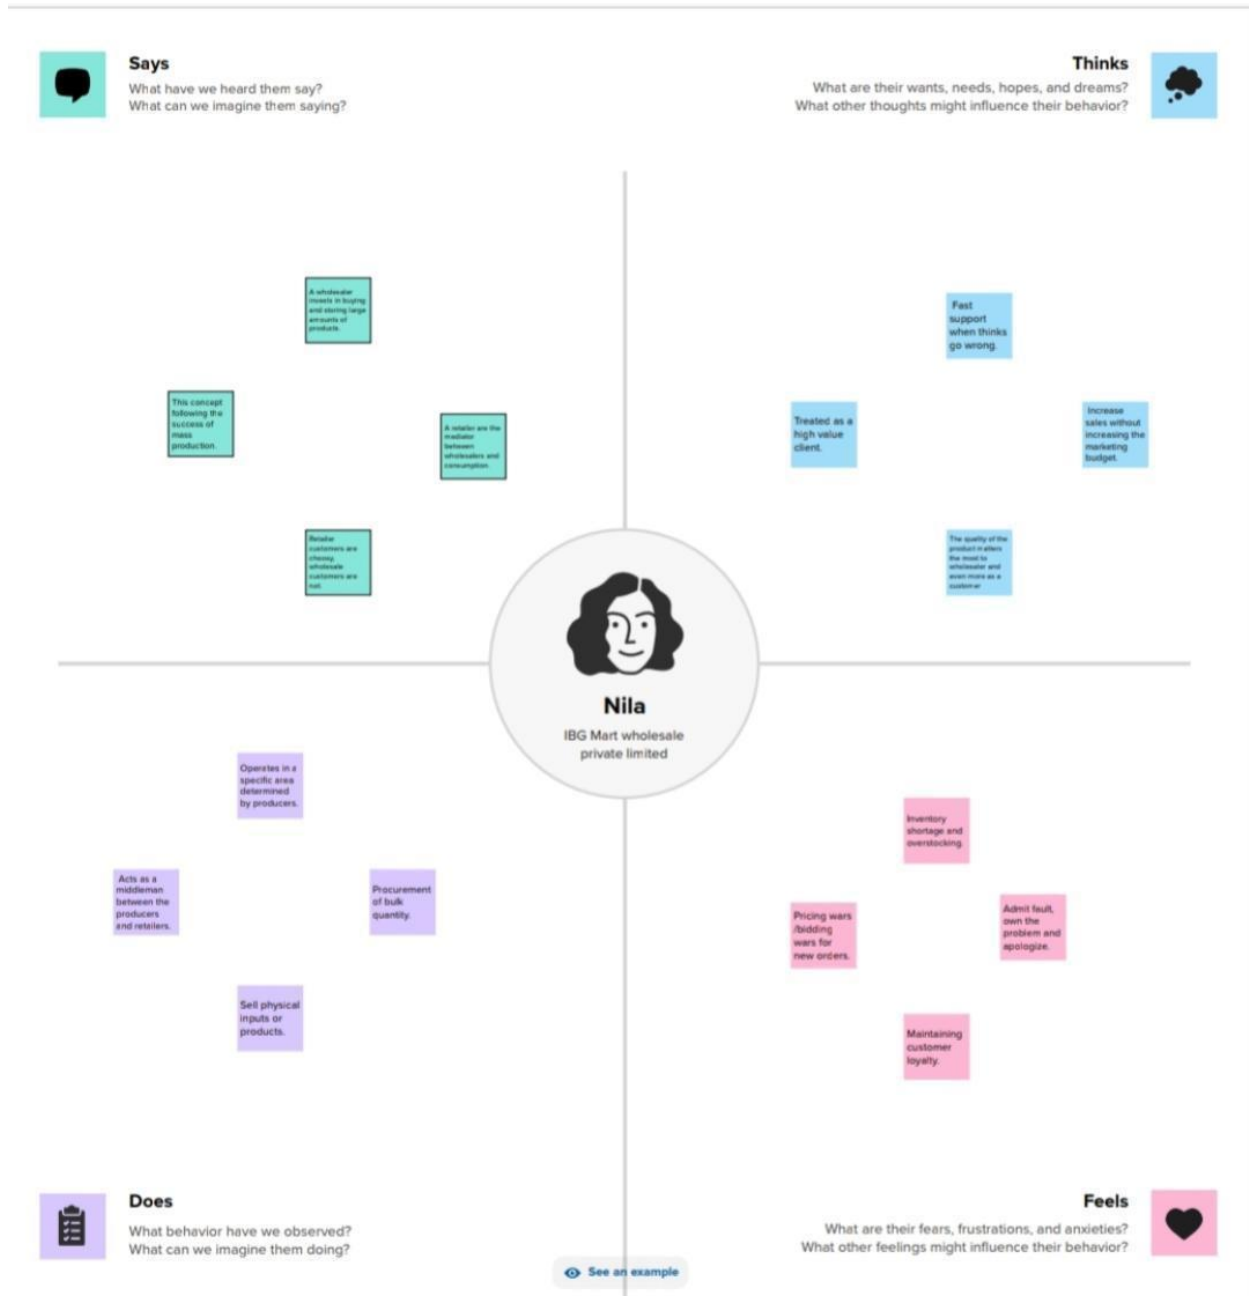 Says
What have we heard them say?
What can we imagine them saying?
Thinks
What are their wants, needs, hopes, and dreams?
What other thoughts might influence their behavior?
A wholesaler
invests in buying
and storing large
amounts of
products.
This concept
following the
success of
mass
production.
A retailer are the
mediator
between
wholesalers and
consumption.
Retailer
customers are
choosy,
wholesale
customers are
not.
Fast
support
when thinks
go wrong.
Treated as a
high value
client.
Increase
sales without
increasing the
marketing
budget.
The quality of the
product matters
the most to
wholesaler and
even more as a
customer
Nila
IBG Mart wholesale
private limited
Operates in a
specific area
determined
by producers.
Acts as a
middleman
between the
producers
and retailers.
Procurement
of bulk
quantity.
Sell physical
inputs or
products.
Inventory
shortage and
overstocking.
Pricing wars
/bidding
wars for
new orders.
Admit fault,
own the
problem and
apologize.
Maintaining
customer
loyalty.
Does
What behavior have we observed?
What can we imagine them doing?
Feels
What are their fears, frustrations, and anxieties?
What other feelings might influence their behavior?
See an example